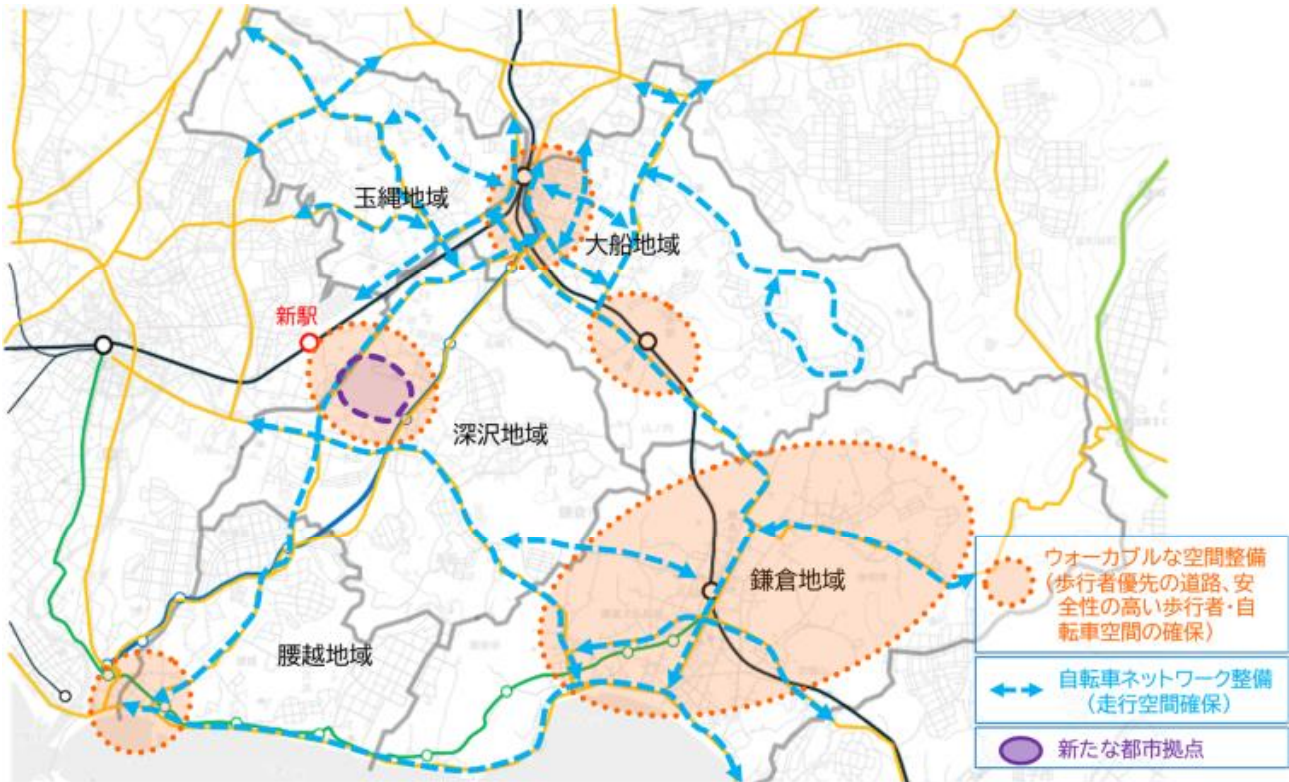 玉縄地域
大船地域
新駅
深沢地域
鎌倉地域
腰越地域
ウォーカブルな空間整備
(歩行者優先の道路、安
全性の高い歩行者・自
転車空間の確保)
自転車ネットワーク整備
(走行空間確保)
新たな都市拠点